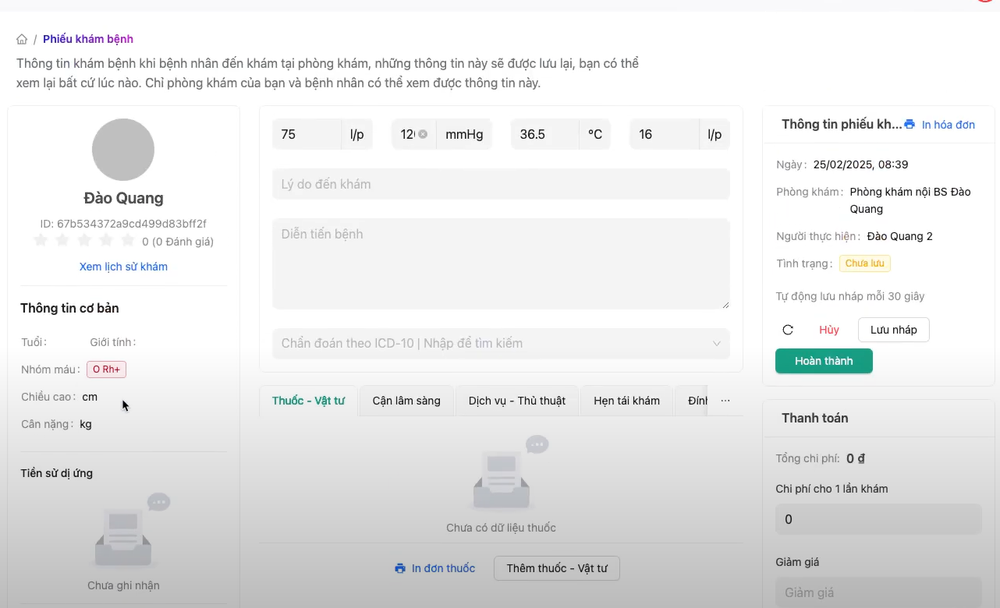 / Phiếu khám bệnh
Thông tin khám bệnh khi bệnh nhân đến khám tại phòng khám, những thông tin này sẽ được lưu lại, bạn có thể
xem lại bất cứ lúc nào. Chỉ phòng khám của bạn và bệnh nhân có thể xem được thông tin này.
Đào Quang
ID: 67b534372a9cd499d83bff2f
0 (0 Đánh giá)
Xem lịch sử khám
Thông tin cơ bản
Tuổi: Giới tính:
Nhóm máu: O Rh+
Chiều cao: cm
Cân nặng: kg
Tiền sử dị ứng
Chưa ghi nhận
75 l/p mmHg 36.5 °C 16 l/p
Lý do đến khám
Diễn tiến bệnh
Chẩn đoán theo ICD-10 | Nhập để tìm kiếm
Thuốc - Vật tư Cận lâm sàng Dịch vụ - Thủ thuật Hẹn tái khám ...
Chưa có dữ liệu thuốc
In đơn thuốc Thêm thuốc - Vật tư
Thông tin phiếu kh... In hóa đơn
Ngày: 25/02/2025, 08:39
Phòng khám: Phòng khám nội BS Đào
Quang
Người thực hiện: Đào Quang 2
Tình trạng: Chưa lưu
Tự động lưu nháp mỗi 30 giây
Hủy Lưu nháp
Hoàn thành
Thanh toán
Tổng chi phí: 0 ₫
Chi phí cho 1 lần khám
0
Giảm giá
Giảm giá